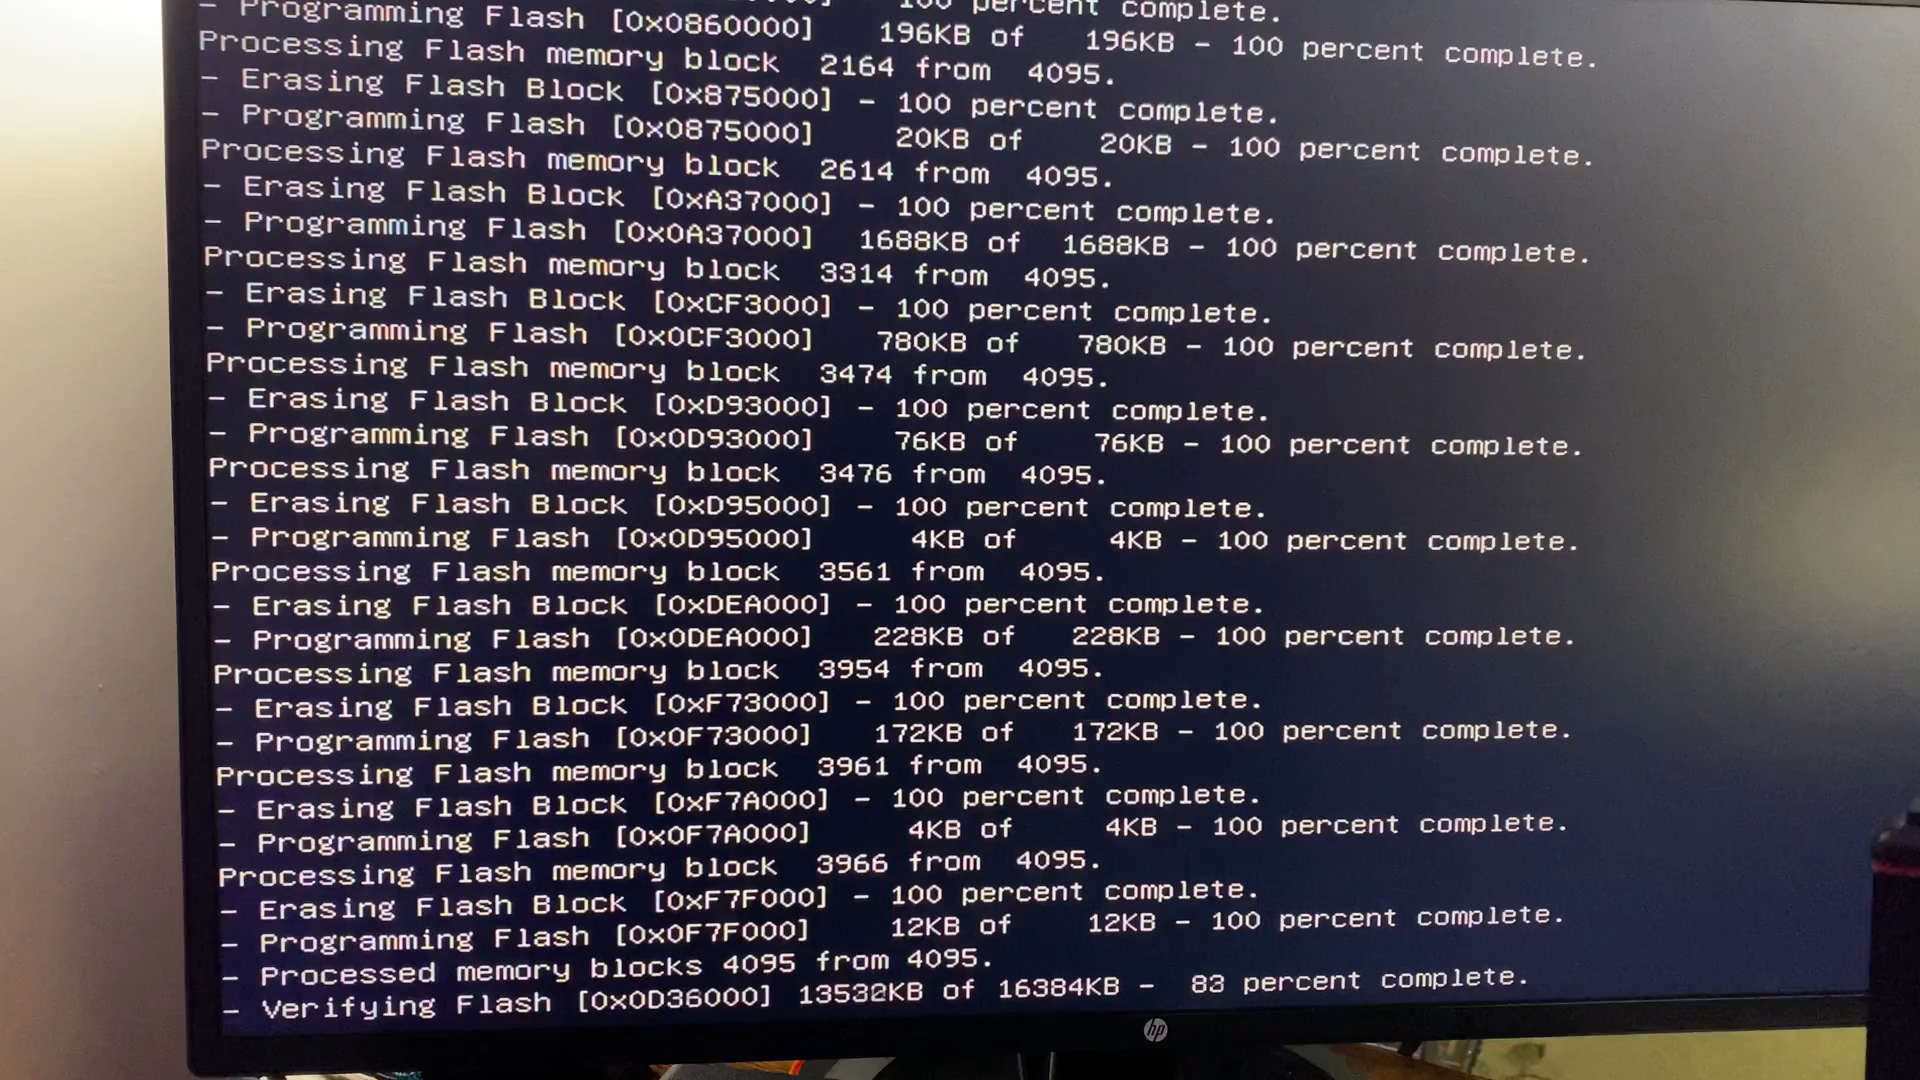 100 percent complete.
- Programming Flash [0x0860000]    196KB of    196KB - 100 percent complete.
Processing Flash memory block  2164 from  4095.
- Erasing Flash Block [0x875000] - 100 percent complete.
- Programming Flash [0x0875000]     20KB of     20KB - 100 percent complete.
Processing Flash memory block  2614 from  4095.
- Erasing Flash Block [0xA37000] - 100 percent complete.
- Programming Flash [0x0A37000]   1688KB of   1688KB - 100 percent complete.
Processing Flash memory block  3314 from  4095.
- Erasing Flash Block [0xCF3000] - 100 percent complete.
- Programming Flash [0x0CF3000]    780KB of    780KB - 100 percent complete.
Processing Flash memory block  3474 from  4095.
- Erasing Flash Block [0xD93000] - 100 percent complete.
- Programming Flash [0x0D93000]     76KB of     76KB - 100 percent complete.
Processing Flash memory block  3476 from  4095.
- Erasing Flash Block [0xD95000] - 100 percent complete.
- Programming Flash [0x0D95000]      4KB of      4KB - 100 percent complete.
Processing Flash memory block  3561 from  4095.
- Erasing Flash Block [0xDEA000] - 100 percent complete.
- Programming Flash [0x0DEA000]    228KB of    228KB - 100 percent complete.
Processing Flash memory block  3954 from  4095.
- Erasing Flash Block [0xF73000] - 100 percent complete.
- Programming Flash [0x0F73000]    172KB of    172KB - 100 percent complete.
Processing Flash memory block  3961 from  4095.
- Erasing Flash Block [0xF7A000] - 100 percent complete.
- Programming Flash [0x0F7A000]      4KB of      4KB - 100 percent complete.
Processing Flash memory block  3966 from  4095.
- Erasing Flash Block [0xF7F000] - 100 percent complete.
- Programming Flash [0x0F7F000]     12KB of     12KB - 100 percent complete.
- Processed memory blocks 4095 from 4095.
- Verifying Flash [0x0D36000] 13532KB of 16384KB -  83 percent complete.
hp